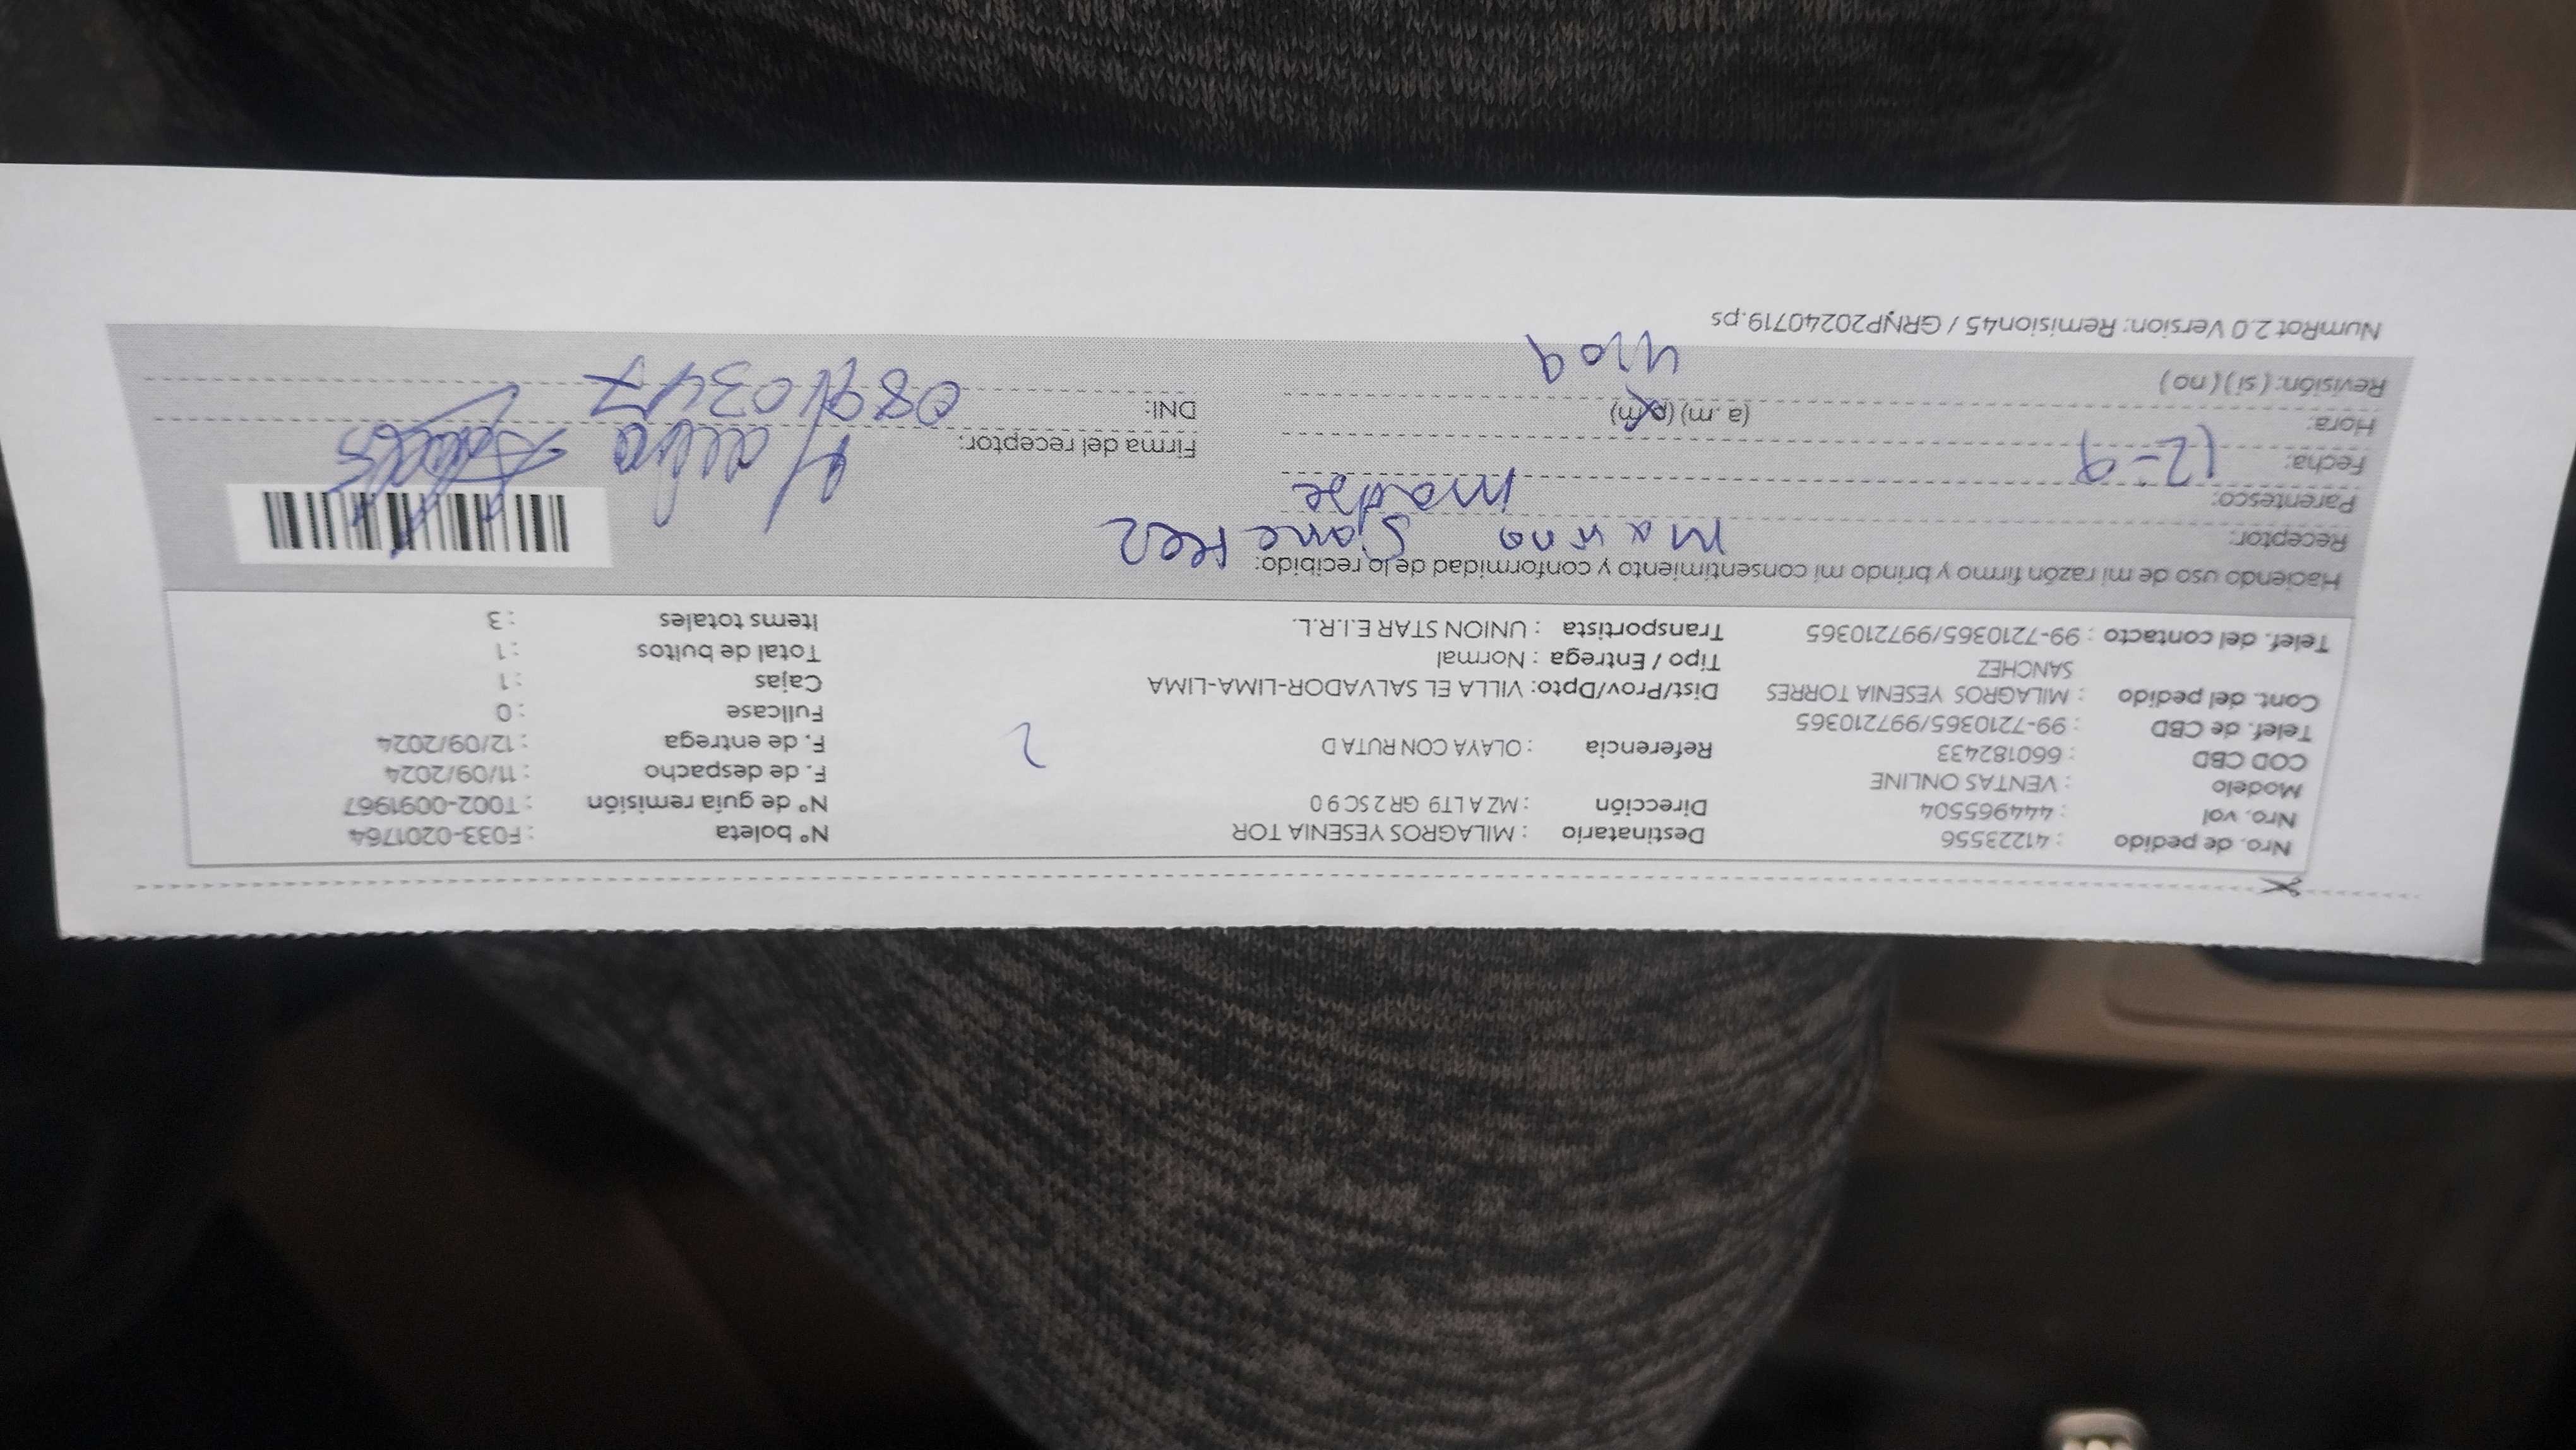 Nro. de pedido : 41223556 Destinatario : MILAGROS YESENIA TOR N° boleta : F033-0201764
Nro. vol : 444965504 Dirección : MZ A LT9 GR 2 SC 9 0 N° de guía remisión : T002-0091967
Modelo : VENTAS ONLINE F. de despacho : 11/09/2024
COD CBD : 660182433 Referencia : OLAYA CON RUTA D 2 F. de entrega : 12/09/2024
Telef. de CBD : 99-7210365/997210365 Fullcase : 0
Cont. del pedido : MILAGROS YESENIA TORRES Dist/Prov/Dpto: VILLA EL SALVADOR-LIMA-LIMA Cajas : 1
SANCHEZ Tipo / Entrega : Normal Total de bultos : 1
Telef. del contacto : 99-7210365/997210365 Transportista : UNION STAR E.I.R.L. Items totales : 3
Haciendo uso de mi razón firmo y brindo mi consentimiento y conformidad de lo recibido:
Receptor:
Parentesco: madre
Fecha: 12-9 Firma del receptor:
Hora: (a. m) (p.m) DNI:
Revisión: ( si ) ( no )
NumRot 2.0 Version: Remision45 / GRNP20240719.ps